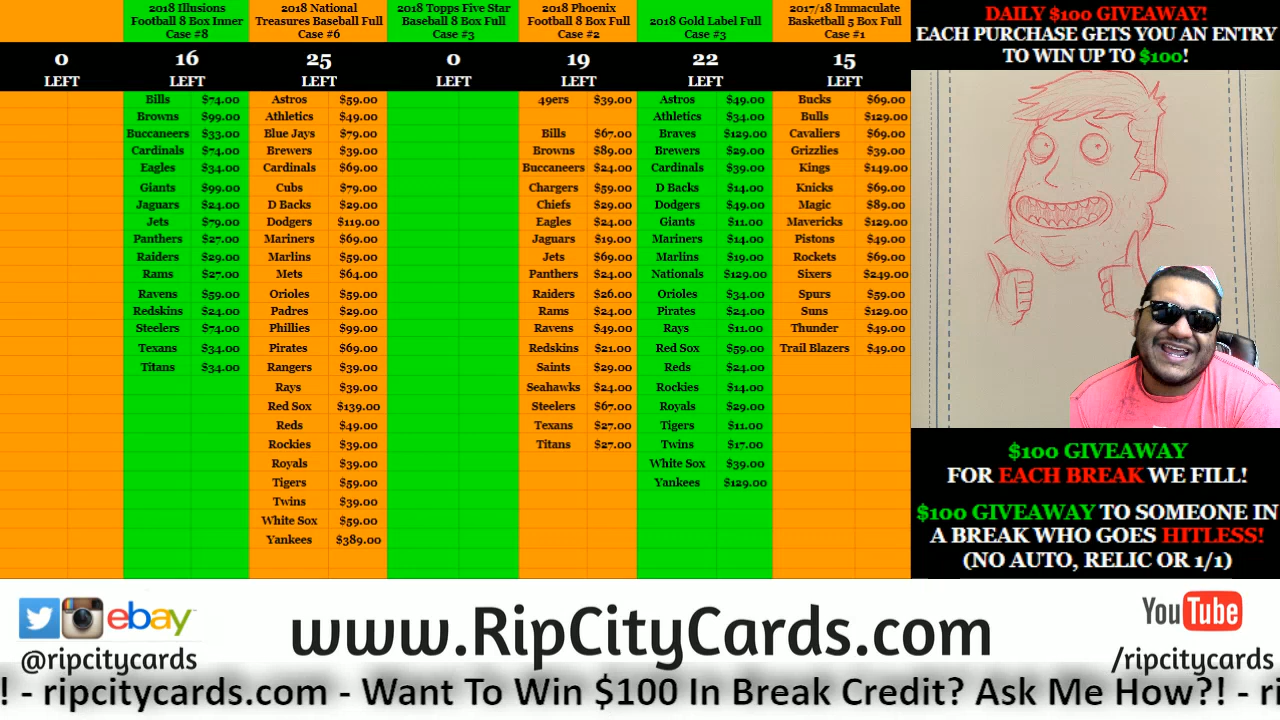 0
LEFT
2018 Illusions
Football 8 Box Inner
Case #8
16
LEFT
Bills $74.00
Browns $99.00
Buccaneers $33.00
Cardinals $74.00
Eagles $34.00
Giants $99.00
Jaguars $24.00
Jets $79.00
Panthers $27.00
Raiders $29.00
Rams $27.00
Ravens $59.00
Redskins $24.00
Steelers $74.00
Texans $34.00
Titans $34.00
2018 National
Treasures Baseball Full
Case #6
25
LEFT
Astros $59.00
Athletics $49.00
Blue Jays $79.00
Brewers $39.00
Cardinals $69.00
Cubs $79.00
D Backs $29.00
Dodgers $119.00
Mariners $69.00
Marlins $59.00
Mets $64.00
Orioles $59.00
Padres $29.00
Phillies $99.00
Pirates $69.00
Rangers $39.00
Rays $39.00
Red Sox $139.00
Reds $49.00
Rockies $39.00
Royals $39.00
Tigers $59.00
Twins $39.00
White Sox $59.00
Yankees $389.00
2018 Topps Five Star
Baseball 8 Box Full
Case #3
0
LEFT
2018 Phoenix
Football 8 Box Full
Case #2
19
LEFT
49ers $39.00
Bills $67.00
Browns $89.00
Buccaneers $24.00
Chargers $59.00
Chiefs $29.00
Eagles $24.00
Jaguars $19.00
Jets $69.00
Panthers $24.00
Raiders $26.00
Rams $24.00
Ravens $49.00
Redskins $21.00
Saints $29.00
Seahawks $24.00
Steelers $67.00
Texans $27.00
Titans $27.00
2018 Gold Label Full
Case #3
22
LEFT
Astros $49.00
Athletics $34.00
Braves $129.00
Brewers $29.00
Cardinals $39.00
D Backs $14.00
Dodgers $49.00
Giants $11.00
Mariners $14.00
Marlins $19.00
Nationals $129.00
Orioles $34.00
Pirates $24.00
Rays $11.00
Red Sox $59.00
Reds $24.00
Rockies $14.00
Royals $29.00
Tigers $11.00
Twins $17.00
White Sox $39.00
Yankees $129.00
2017/18 Immaculate
Basketball 5 Box Full
Case #1
15
LEFT
Bucks $69.00
Bulls $129.00
Cavaliers $69.00
Grizzlies $39.00
Kings $149.00
Knicks $69.00
Magic $89.00
Mavericks $129.00
Pistons $49.00
Rockets $69.00
Sixers $249.00
Spurs $59.00
Suns $129.00
Thunder $49.00
Trail Blazers $49.00
DAILY $100 GIVEAWAY!
EACH PURCHASE GETS YOU AN ENTRY
TO WIN UP TO $100!
$100 GIVEAWAY
FOR EACH BREAK WE FILL!
$100 GIVEAWAY TO SOMEONE IN
A BREAK WHO GOES HITLESS!
(NO AUTO, RELIC OR 1/1)
ebay
@ripcitycards
www.RipCityCards.com
YouTube
/ripcitycards
! - ripcitycards.com - Want To Win $100 In Break Credit? Ask Me How?! - ri